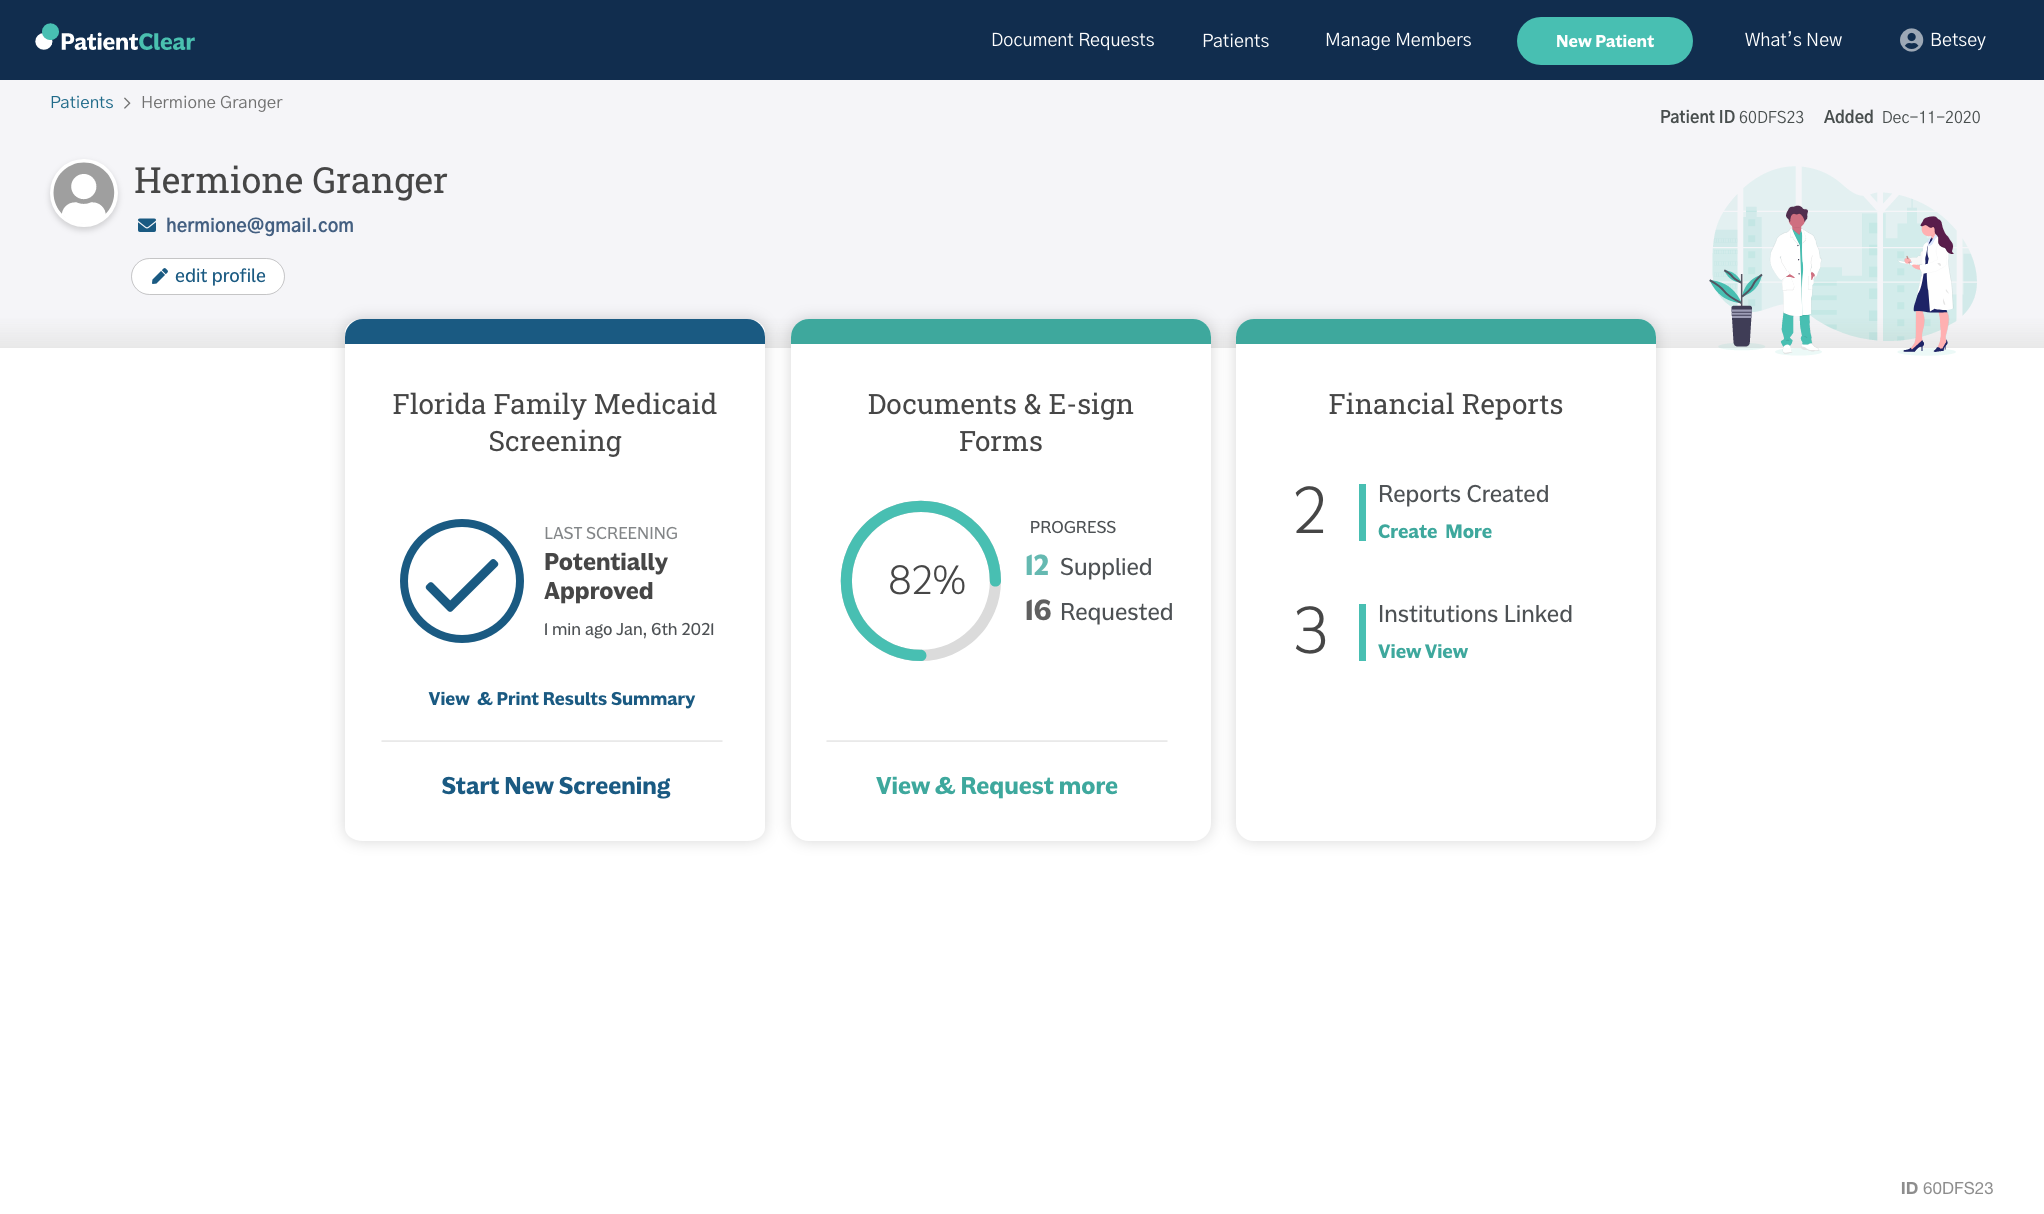 PatientClear
Document Requests
Patients
Manage Members
New Patient
What's New
Betsey
Patients > Hermione Granger
Patient ID 60DFS23 Added Dec-11-2020
Hermione Granger
hermione@gmail.com
edit profile
Florida Family Medicaid
Screening
LAST SCREENING
Potentially
Approved
1 min ago Jan, 6th 2021
View & Print Results Summary
Start New Screening
Documents & E-sign
Forms
82%
PROGRESS
12 Supplied
16 Requested
View & Request more
Financial Reports
2 Reports Created
Create More
3 Institutions Linked
View View
ID 60DFS23